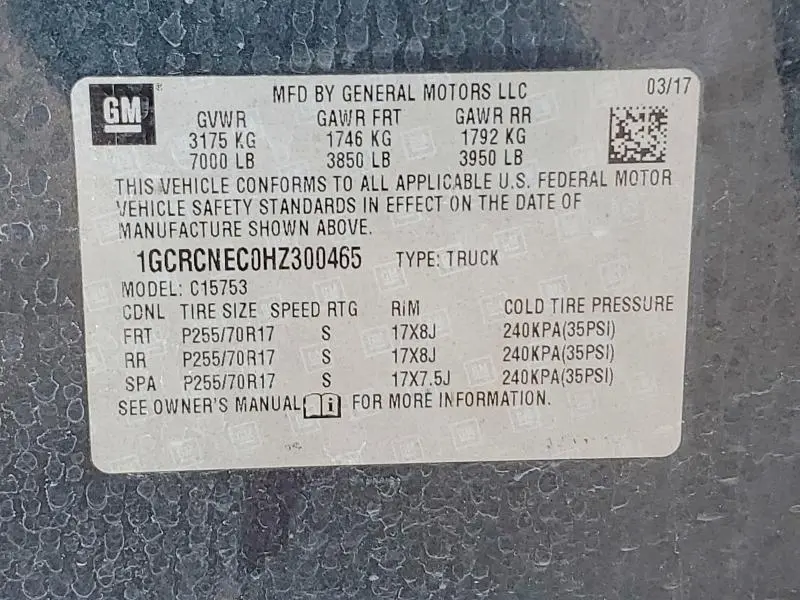 GM ® MFD BY GENERAL MOTORS LLC 03/17
GVWR GAWR FRT GAWR RR
3175 KG 1746 KG 1792 KG
7000 LB 3850 LB 3950 LB
THIS VEHICLE CONFORMS TO ALL APPLICABLE U.S. FEDERAL MOTOR
VEHICLE SAFETY STANDARDS IN EFFECT ON THE DATE OF
MANUFACTURE SHOWN ABOVE.
1GCRCNEC0HZ300465 TYPE: TRUCK
MODEL: C15753
CDNL TIRE SIZE SPEED RTG RIM COLD TIRE PRESSURE
FRT P255/70R17 S 17X8J 240KPA(35PSI)
RR P255/70R17 S 17X8J 240KPA(35PSI)
SPA P255/70R17 S 17X7.5J 240KPA(35PSI)
SEE OWNER'S MANUAL i FOR MORE INFORMATION.